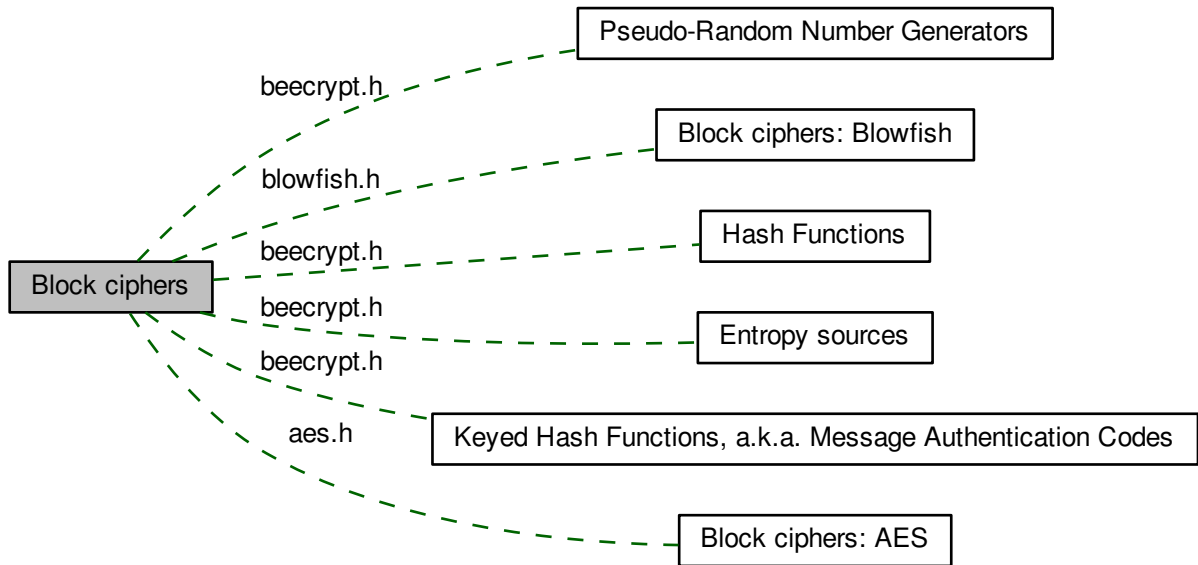 Pseudo-Random Number Generators
beecrypt.h
Block ciphers: Blowfish
blowfish.h
Hash Functions
beecrypt.h
Block ciphers
beecrypt.h
Entropy sources
beecrypt.h
Keyed Hash Functions, a.k.a. Message Authentication Codes
aes.h
Block ciphers: AES